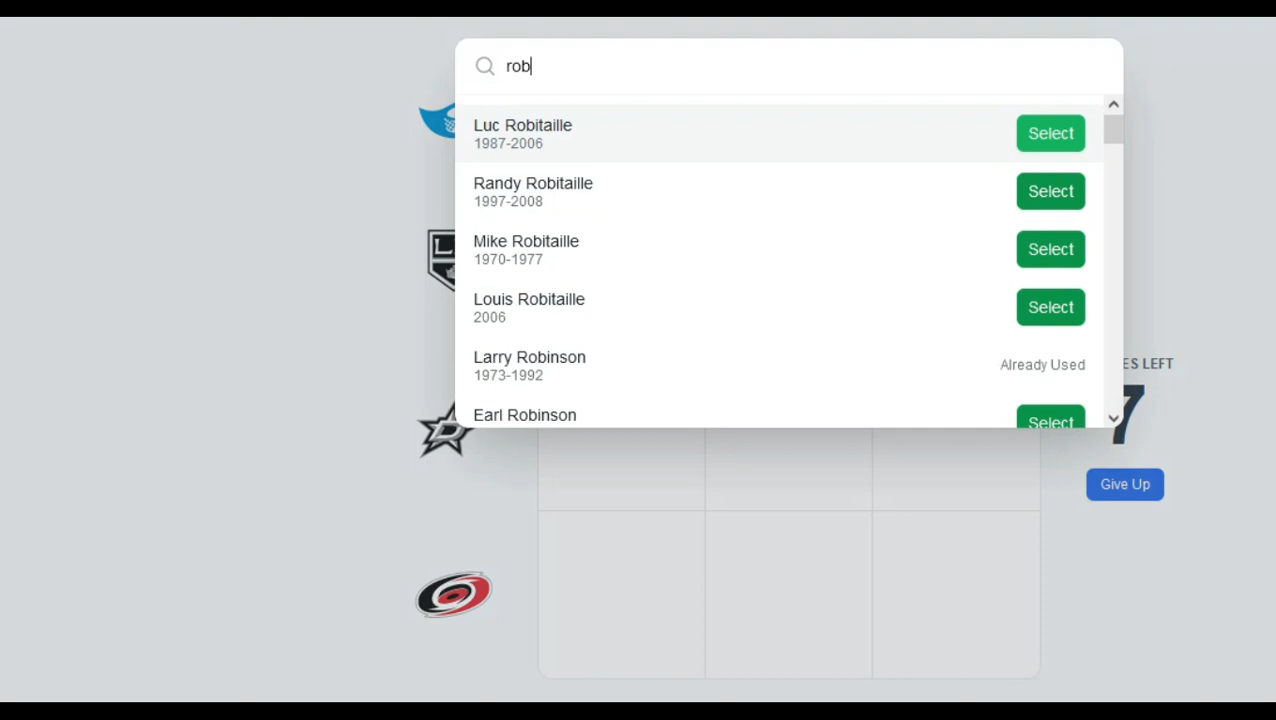 rob
Luc Robitaille
1987-2006
Select
Randy Robitaille
1997-2008
Select
Mike Robitaille
1970-1977
Select
Louis Robitaille
2006
Select
Larry Robinson
1973-1992
Already Used
Earl Robinson
Select
ES LEFT
7
Give Up